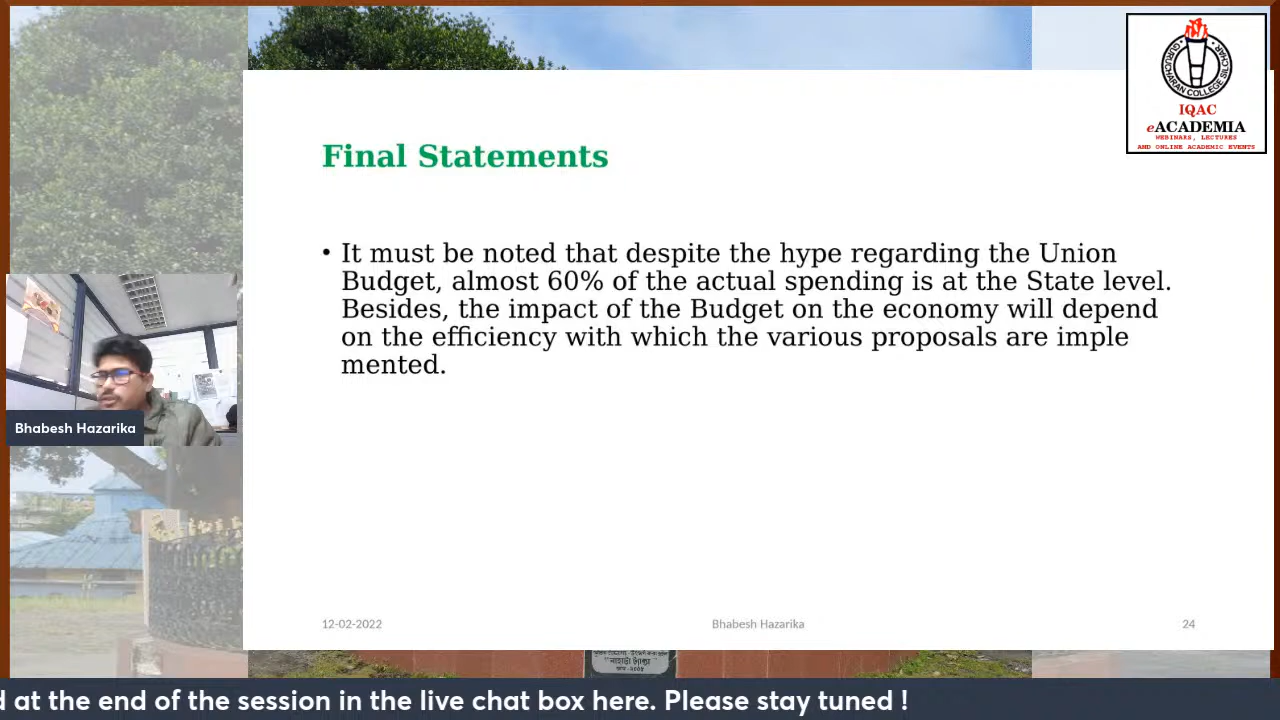 GURUCHARAN COLLEGE SILCHAR
IQAC
eACADEMIA
WEBINARS, LECTURES
AND ONLINE ACADEMIC EVENTS
Final Statements
• It must be noted that despite the hype regarding the Union
Budget, almost 60% of the actual spending is at the State level.
Besides, the impact of the Budget on the economy will depend
on the efficiency with which the various proposals are imple
mented.
Bhabesh Hazarika
12-02-2022
Bhabesh Hazarika
24
at the end of the session in the live chat box here. Please stay tuned !